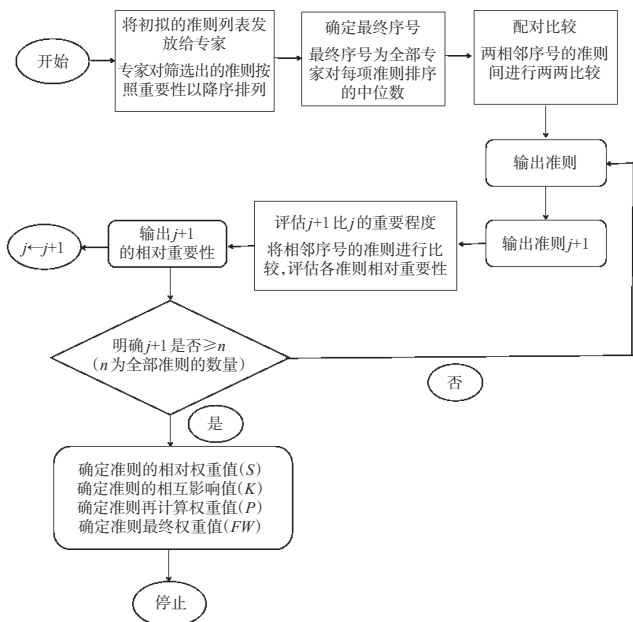 开始
将初拟的准则列表发
放给专家
专家对筛选出的准则按
照重要性以降序排列
确定最终序号
最终序号为全部专
家对每项准则排序
的中位数
配对比较
两相邻序号的准则
间进行两两比较
输出准则
输出准则j+1
评估j+1比j的重要程度
将相邻序号的准则进行比
较,评估各准则相对重要性
输出j+1
的相对重要性
j←j+1
明确j+1是否≥n
(n为全部准则的数量)
否
是
确定准则的相对权重值(S)
确定准则的相互影响值(K)
确定准则再计算权重值(P)
确定准则最终权重值(FW)
停止